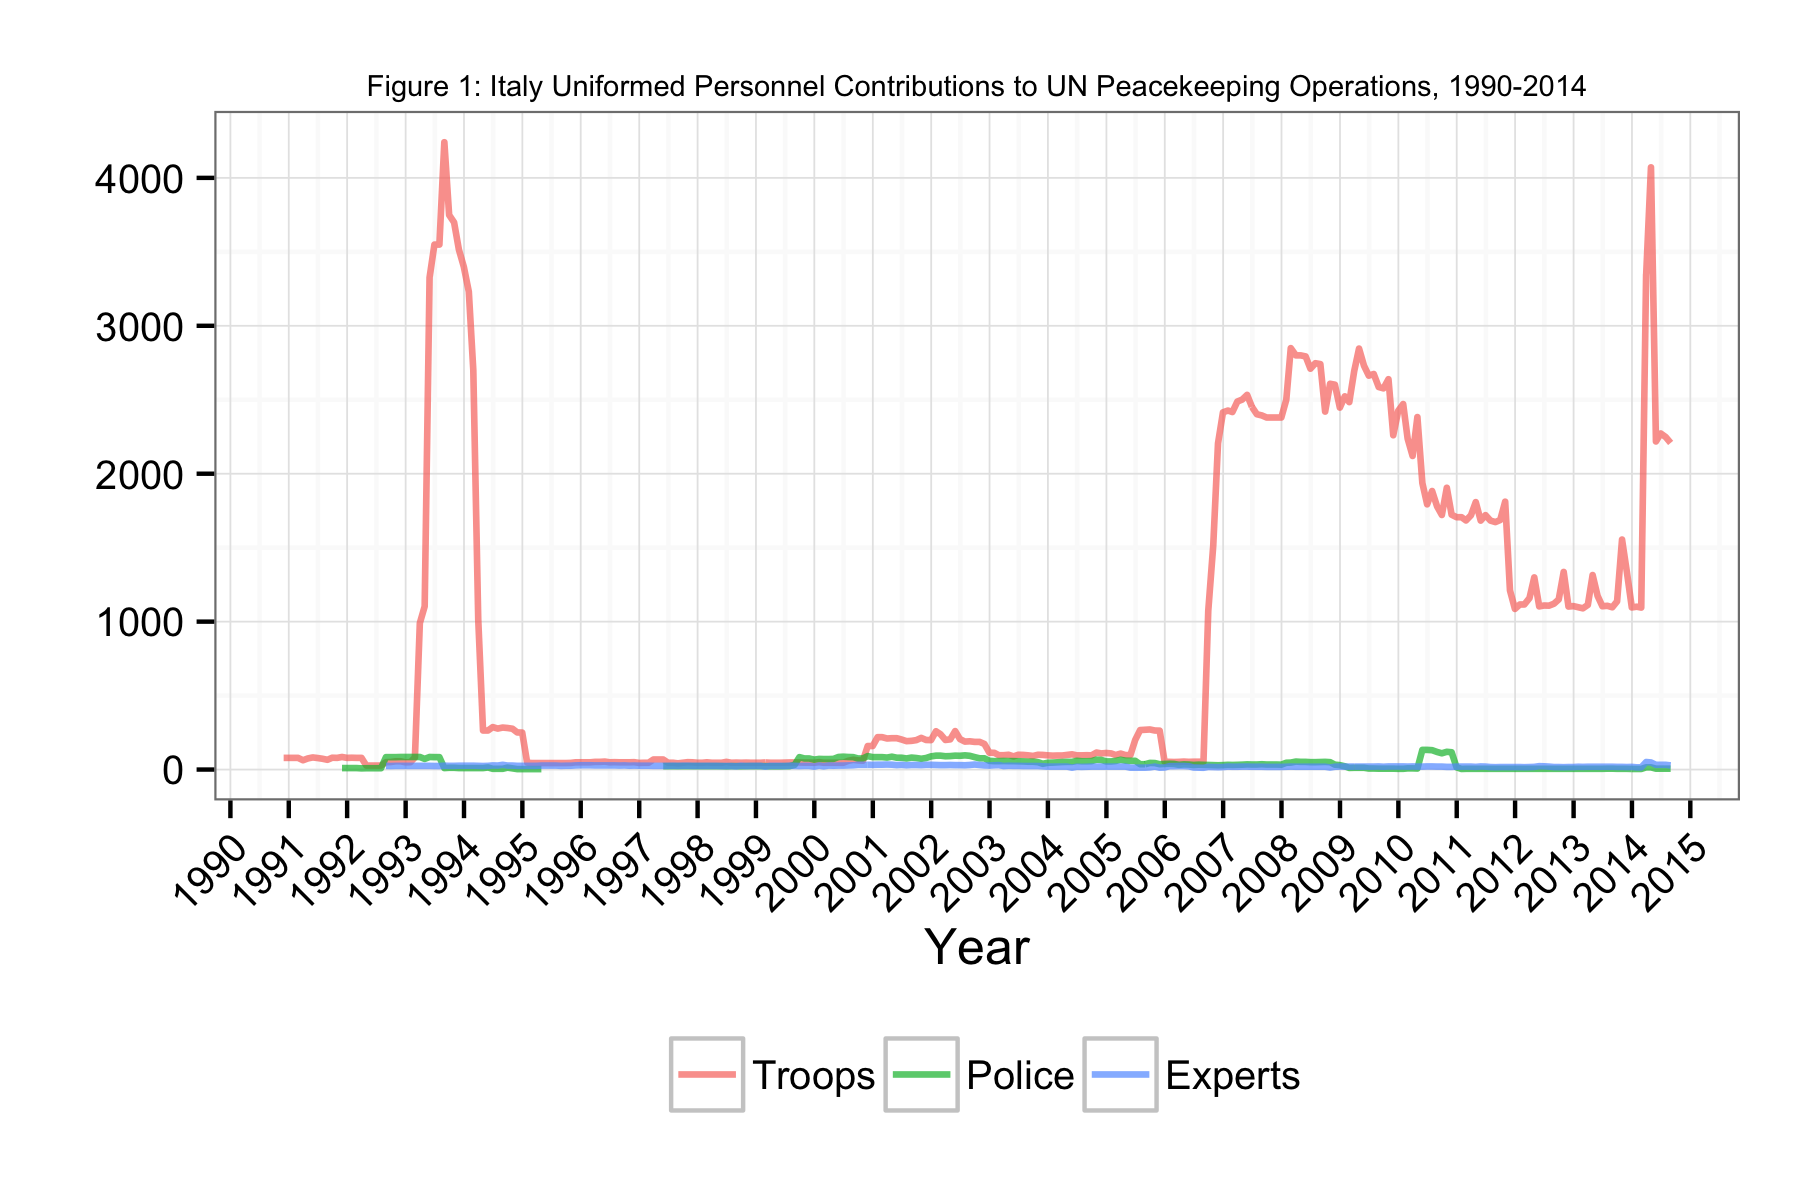 Figure 1: Italy Uniformed Personnel Contributions to UN Peacekeeping Operations, 1990-2014
4000
3000
2000
1000
0
1990 1991 1992 1993 1994 1995 1996 1997 1998 1999 2000 2001 2002 2003 2004 2005 2006 2007 2008 2009 2010 2011 2012 2013 2014 2015
Year
Troops Police Experts